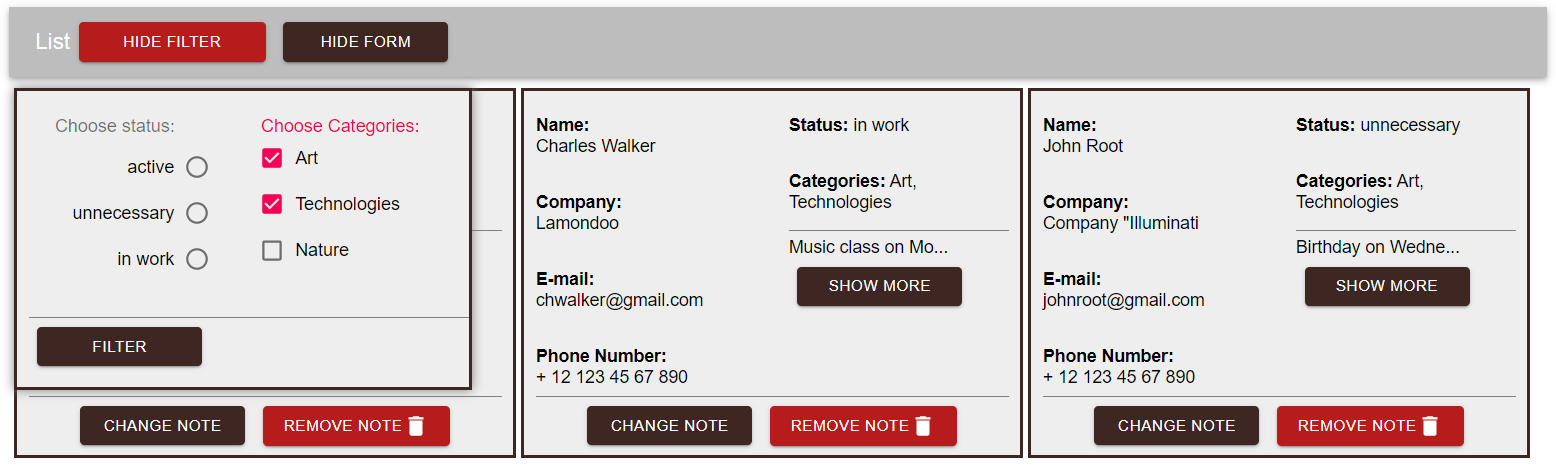 List HIDE FILTER HIDE FORM
Choose status:
active
unnecessary
in work
Choose Categories:
Art
Technologies
Nature
FILTER
CHANGE NOTE REMOVE NOTE
Name:
Charles Walker
Company:
Lamondoo
E-mail:
chwalker@gmail.com
Phone Number:
+ 12 123 45 67 890
Status: in work
Categories: Art,
Technologies
Music class on Mo...
SHOW MORE
CHANGE NOTE REMOVE NOTE
Name:
John Root
Company:
Company "Illuminati
E-mail:
johnroot@gmail.com
Phone Number:
+ 12 123 45 67 890
Status: unnecessary
Categories: Art,
Technologies
Birthday on Wedne...
SHOW MORE
CHANGE NOTE REMOVE NOTE